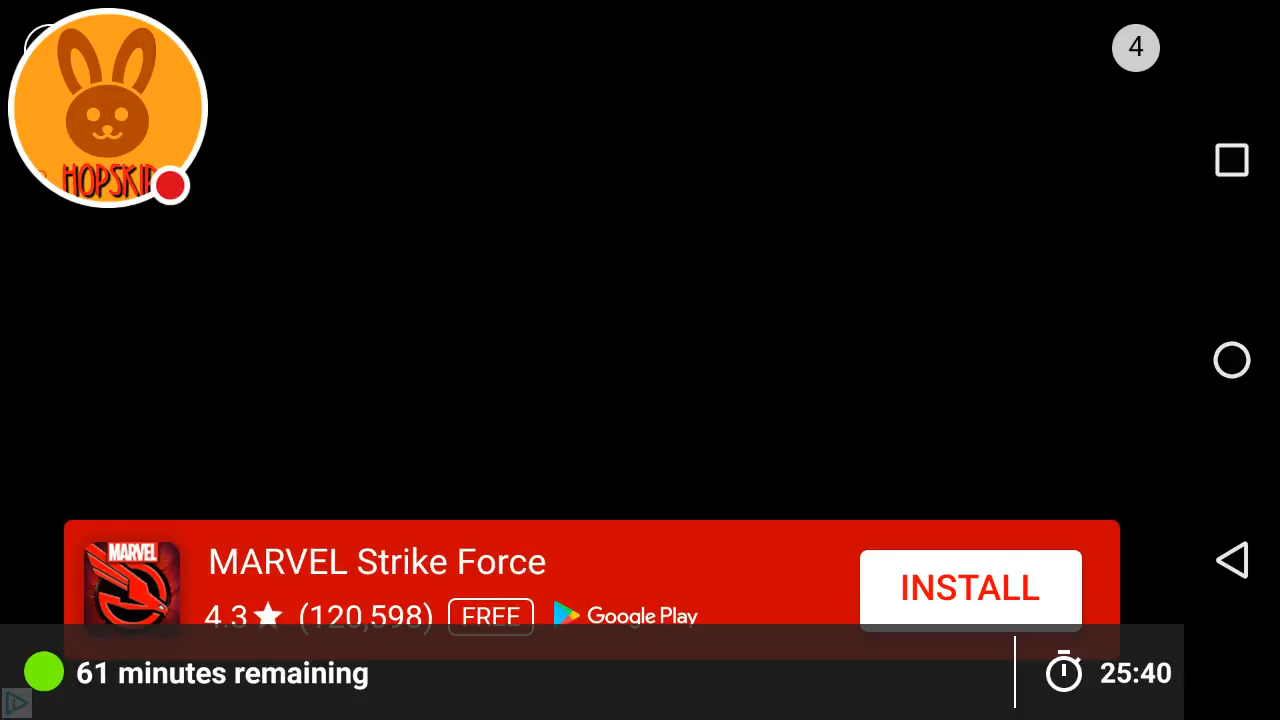 4
HOPSKI
MARVEL
MARVEL Strike Force
4.3★ (120,598) FREE Google Play
INSTALL
61 minutes remaining
25:40